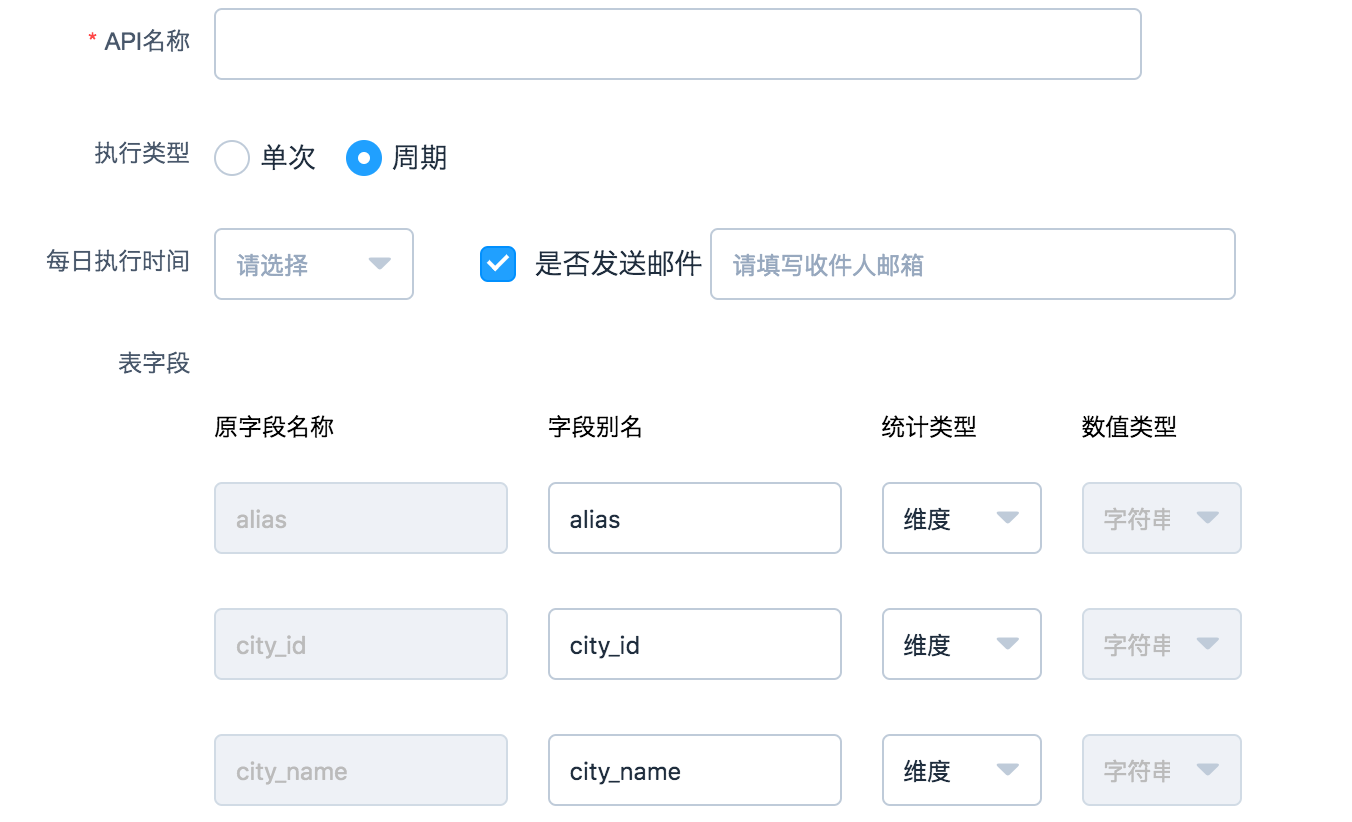 * API名称
执行类型 单次 周期
每日执行时间 请选择 是否发送邮件 请填写收件人邮箱
表字段
原字段名称 字段别名 统计类型 数值类型
alias alias 维度 字符串
city_id city_id 维度 字符串
city_name city_name 维度 字符串